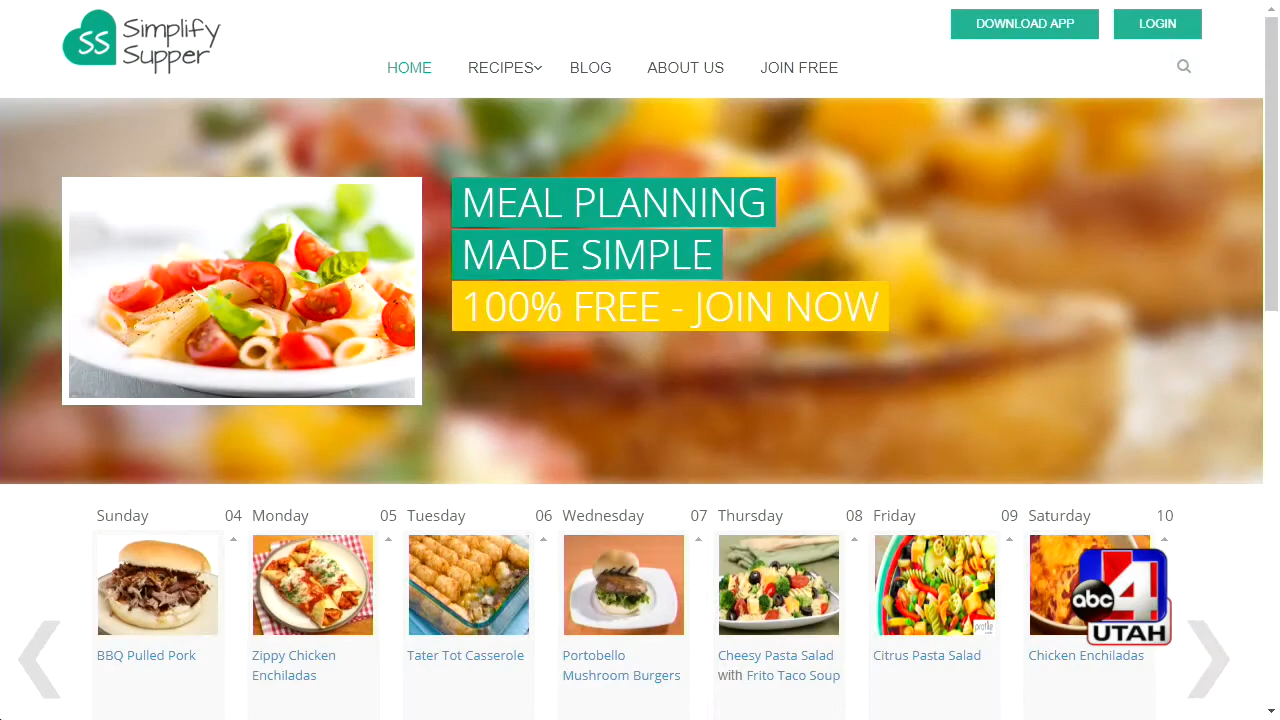 SS Simplify
Supper
DOWNLOAD APP
LOGIN
HOME
RECIPES
BLOG
ABOUT US
JOIN FREE
MEAL PLANNING
MADE SIMPLE
100% FREE - JOIN NOW
Sunday 04
Monday 05
Tuesday 06
Wednesday 07
Thursday 08
Friday 09
Saturday 10
BBQ Pulled Pork
Zippy Chicken
Enchiladas
Tater Tot Casserole
Portobello
Mushroom Burgers
Cheesy Pasta Salad
with Frito Taco Soup
Citrus Pasta Salad
Chicken Enchiladas
abc 4
UTAH